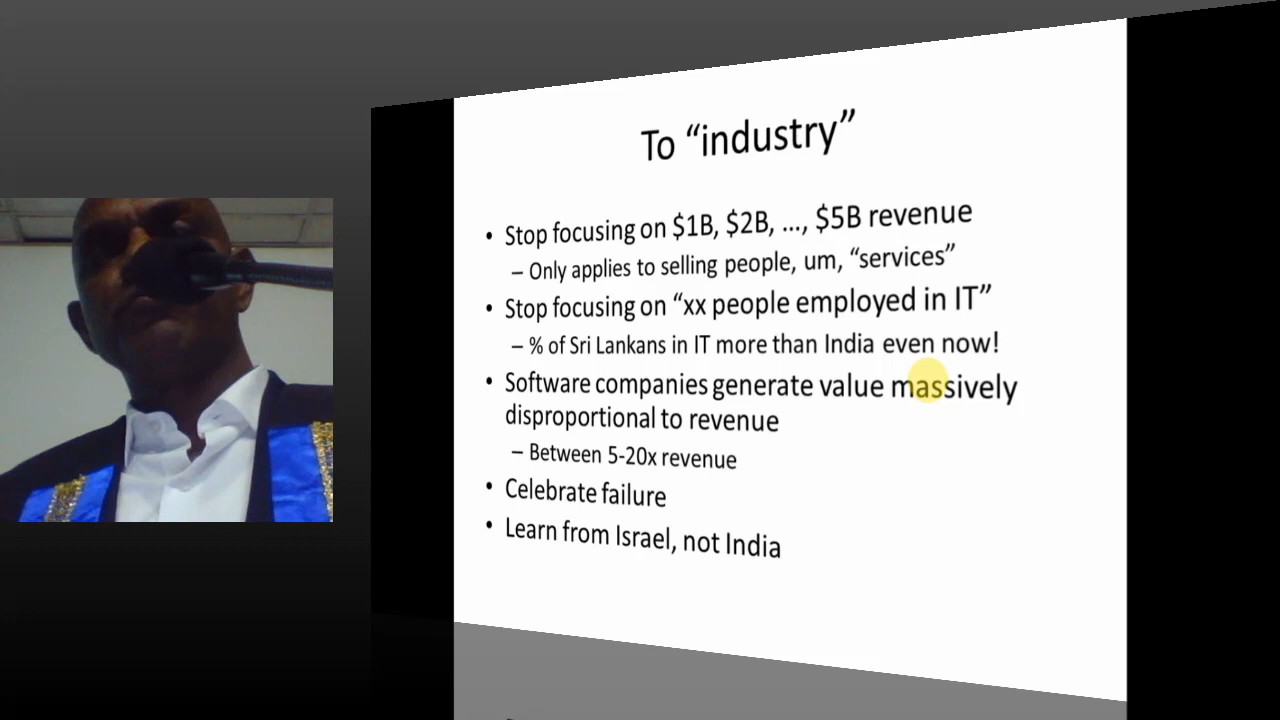 To “industry”
• Stop focusing on $1B, $2B, …, $5B revenue
– Only applies to selling people, um, “services”
• Stop focusing on “xx people employed in IT”
– % of Sri Lankans in IT more than India even now!
• Software companies generate value massively
disproportional to revenue
– Between 5-20x revenue
• Celebrate failure
• Learn from Israel, not India